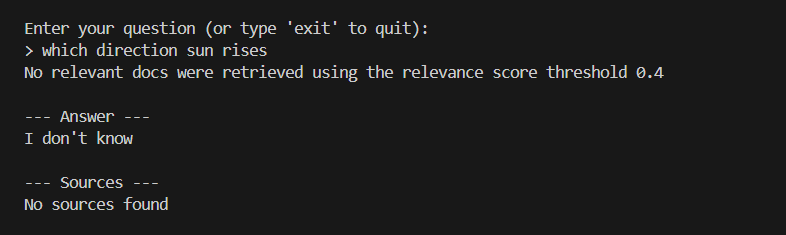 Enter your question (or type 'exit' to quit):
> which direction sun rises
No relevant docs were retrieved using the relevance score threshold 0.4
--- Answer ---
I don't know
--- Sources ---
No sources found